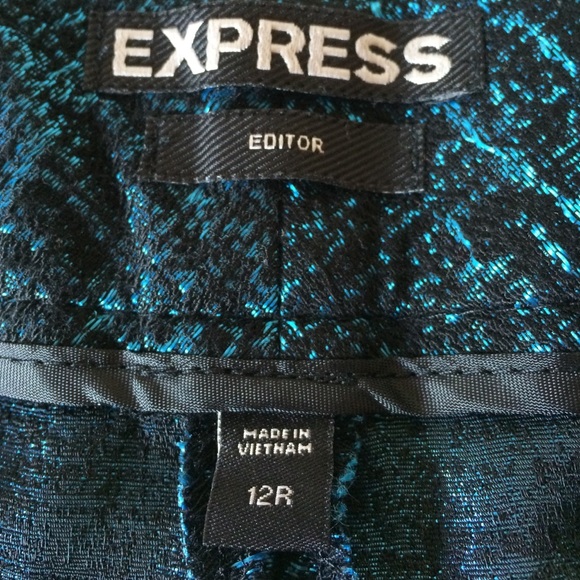 EXPRESS
EDITOR
MADE IN
VIETNAM
12R